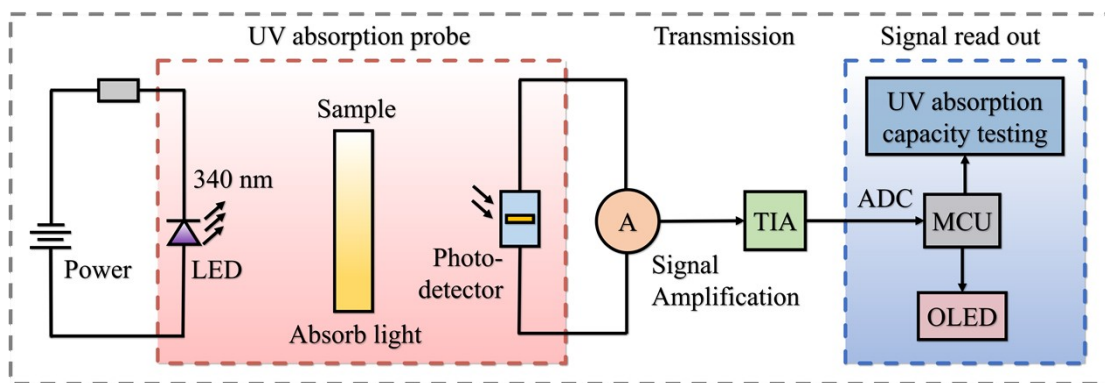 UV absorption probe
Transmission
Signal read out
Sample
340 nm
Power
LED
Absorb light
Photo-
detector
A
Signal
Amplification
TIA
ADC
UV absorption
capacity testing
MCU
OLED